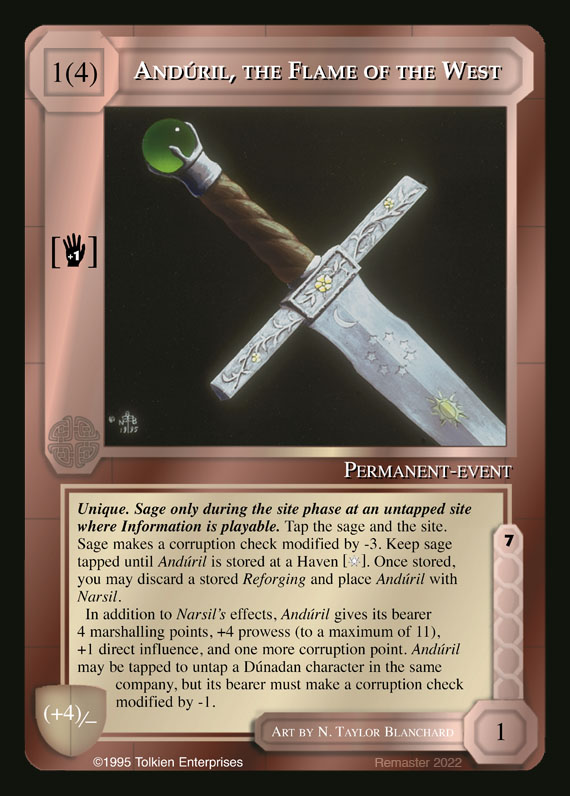 1(4)
ANDÚRIL, THE FLAME OF THE WEST
[+1]
PERMANENT-EVENT
Unique. Sage only during the site phase at an untapped site
where Information is playable. Tap the sage and the site.
Sage makes a corruption check modified by -3. Keep sage
tapped until Andúril is stored at a Haven [☆]. Once stored,
you may discard a stored Reforging and place Andúril with
Narsil.
In addition to Narsil's effects, Andúril gives its bearer
4 marshalling points, +4 prowess (to a maximum of 11),
+1 direct influence, and one more corruption point. Andúril
may be tapped to untap a Dúnadan character in the same
company, but its bearer must make a corruption check
modified by -1.
7
(+4)/–
ART BY N. TAYLOR BLANCHARD
1
©1995 Tolkien Enterprises
Remaster 2022